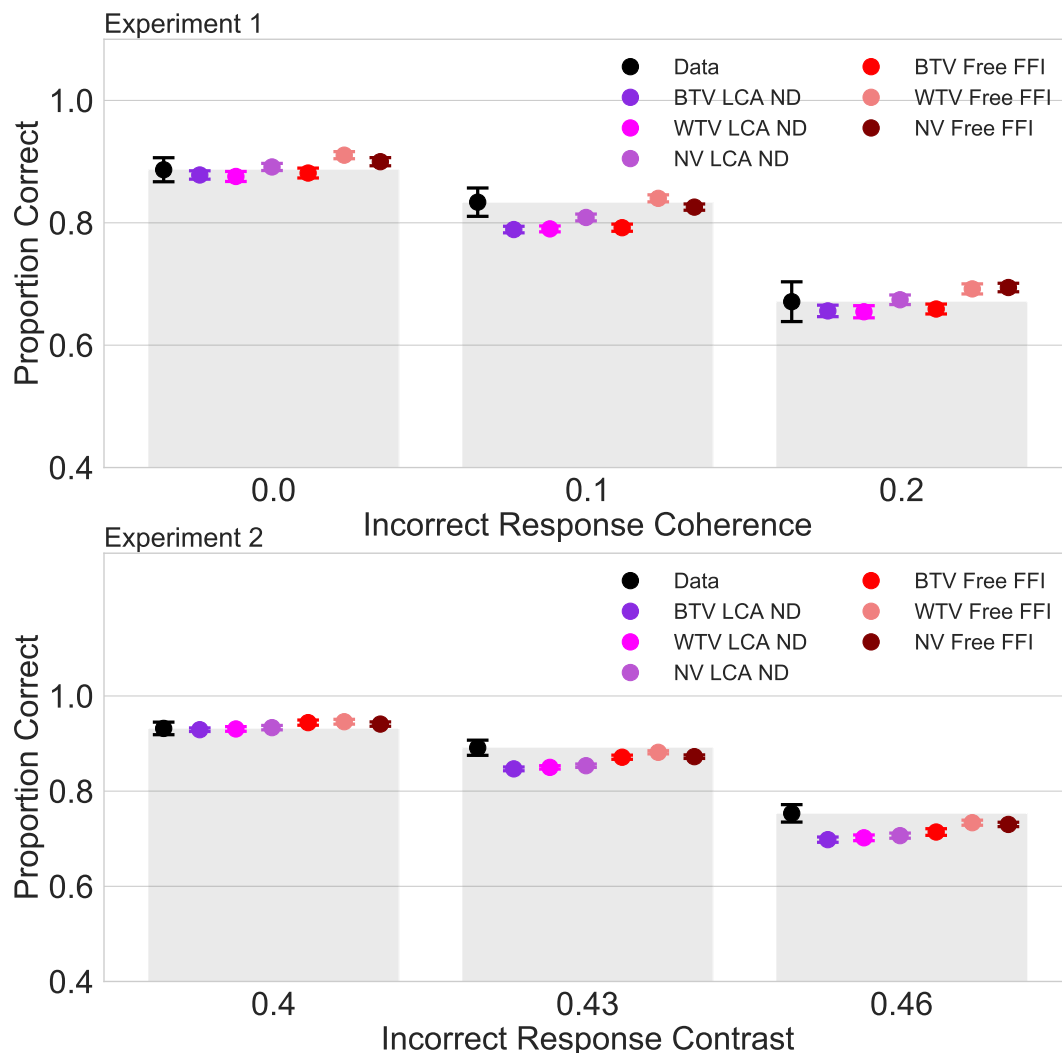 Experiment 1
Data
BTV LCA ND
WTV LCA ND
NV LCA ND
BTV Free FFI
WTV Free FFI
NV Free FFI
Proportion Correct
1.0
0.8
0.6
0.4
0.0 0.1 0.2
Incorrect Response Coherence
Experiment 2
Data
BTV LCA ND
WTV LCA ND
NV LCA ND
BTV Free FFI
WTV Free FFI
NV Free FFI
Proportion Correct
1.0
0.8
0.6
0.4
0.4 0.43 0.46
Incorrect Response Contrast